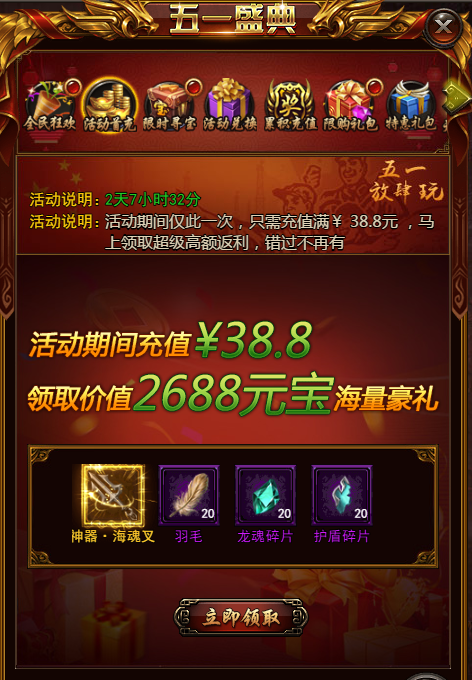 五一盛典
全民狂欢 活动首充 限时寻宝 活动兑换 累积充值 限购礼包 特惠礼包
宝 奖
五一
放肆 玩
活动说明：2天7小时32分
活动说明：活动期间仅此一次，只需充值满￥ 38.8元 ，马
上领取超级高额返利，错过不再有
活动期间充值¥38.8
领取价值2688元宝海量豪礼
20 20 20
神器·海魂叉 羽毛 龙魂碎片 护盾碎片
立即领取